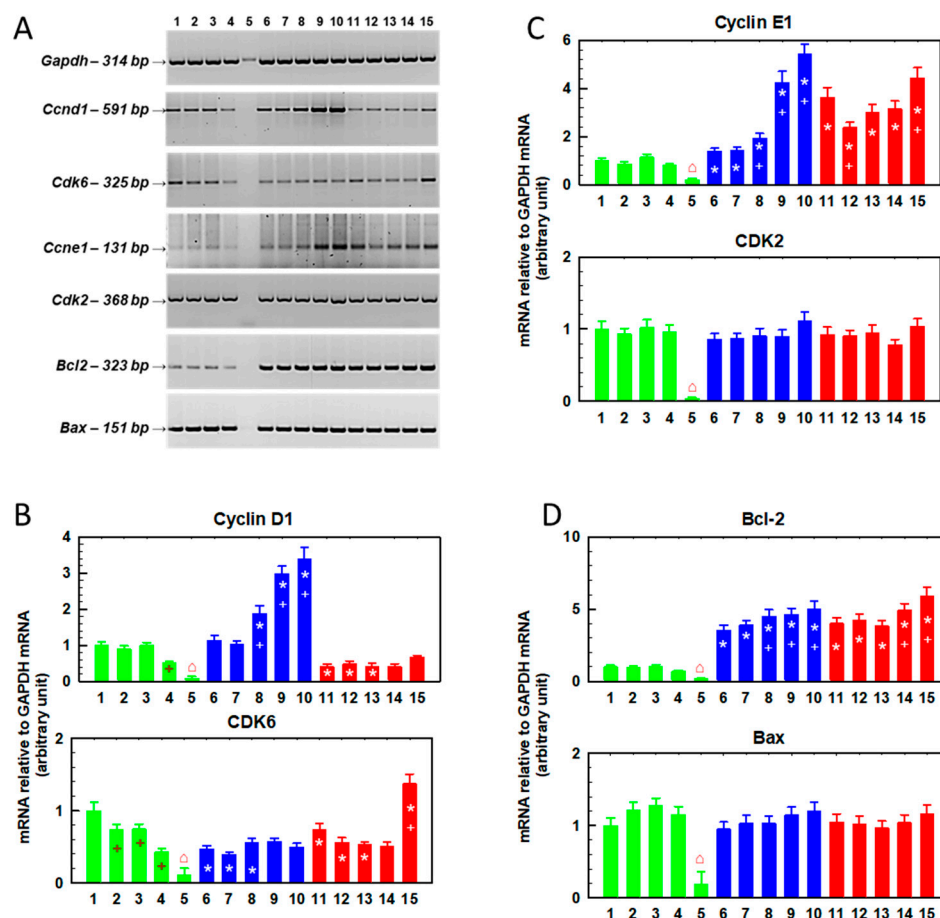 A
1 2 3 4 5 6 7 8 9 10 11 12 13 14 15
Gapdh – 314 bp →
Ccnd1 – 591 bp →
Cdk6 – 325 bp →
Ccne1 – 131 bp →
Cdk2 – 368 bp →
Bcl2 – 323 bp →
Bax – 151 bp →
B
Cyclin D1
4
3
2
1
0
+ ⌂ * + * + * + * * *
1 2 3 4 5 6 7 8 9 10 11 12 13 14 15
CDK6
2
1
0
+ + + ⌂ * * * * * * * +
1 2 3 4 5 6 7 8 9 10 11 12 13 14 15
mRNA relative to GAPDH mRNA
(arbitrary unit)
C
Cyclin E1
6
4
2
0
⌂ * * * + * + * + * * + * * * +
1 2 3 4 5 6 7 8 9 10 11 12 13 14 15
CDK2
2
1
0
⌂
1 2 3 4 5 6 7 8 9 10 11 12 13 14 15
mRNA relative to GAPDH mRNA
(arbitrary unit)
D
Bcl-2
10
5
0
⌂ * * * + * + * + * * * * + * +
1 2 3 4 5 6 7 8 9 10 11 12 13 14 15
Bax
2
1
0
⌂
1 2 3 4 5 6 7 8 9 10 11 12 13 14 15
mRNA relative to GAPDH mRNA
(arbitrary unit)